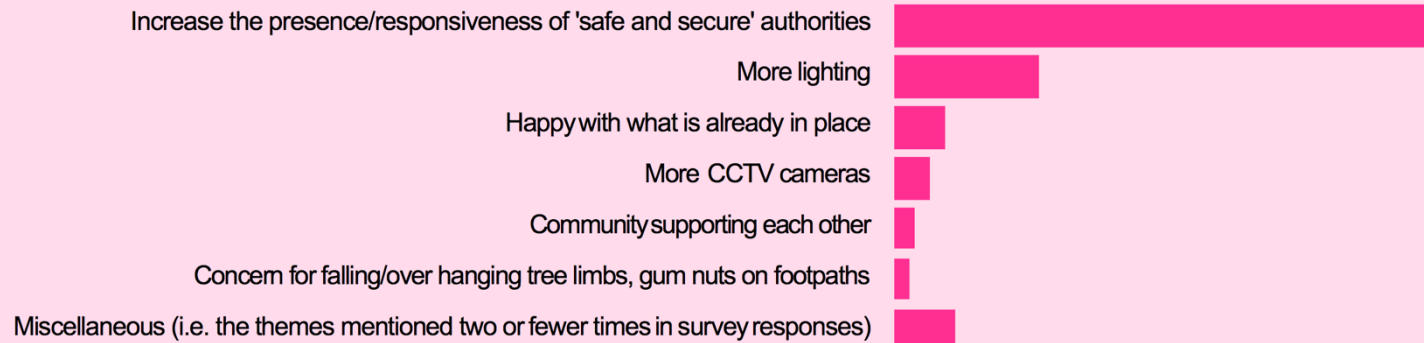 Increase the presence/responsiveness of 'safe and secure' authorities
More lighting
Happy with what is already in place
More CCTV cameras
Community supporting each other
Concern for falling/over hanging tree limbs, gum nuts on footpaths
Miscellaneous (i.e. the themes mentioned two or fewer times in survey responses)